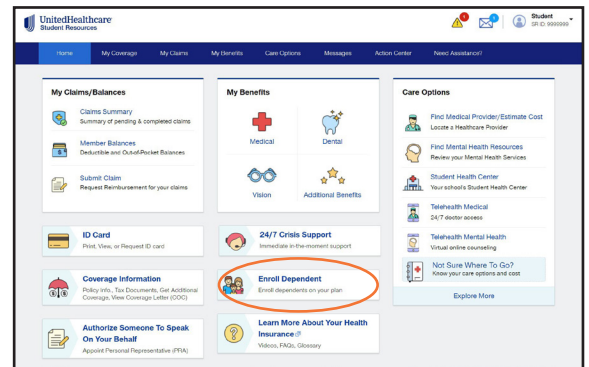 UnitedHealthcare
Student Resources
Student
SR ID: 9999999
Home My Coverage My Claims My Benefits Care Options Messages Action Center Need Assistance?
My Claims/Balances
Claims Summary
Summary of pending & completed claims
Member Balances
Deductible and Out-of-Pocket Balances
Submit Claim
Request Reimbursement for your claims
My Benefits
Medical
Dental
Vision
Additional Benefits
Care Options
Find Medical Provider/Estimate Cost
Locate a Healthcare Provider
Find Mental Health Resources
Review your Mental Health Services
Student Health Center
Your school's Student Health Center
Telehealth Medical
24/7 doctor access
Telehealth Mental Health
Virtual online counseling
Not Sure Where To Go?
Know your care options and cost
Explore More
ID Card
Print, View, or Request ID card
24/7 Crisis Support
Immediate in-the-moment support
Coverage Information
Policy Info, Tax Documents, Get Additional
Coverage, View Coverage Letter (COC)
Enroll Dependent
Enroll dependents on your plan
Authorize Someone To Speak
On Your Behalf
Appoint Personal Representative (PRA)
Learn More About Your Health
Insurance
Videos, FAQs, Glossary